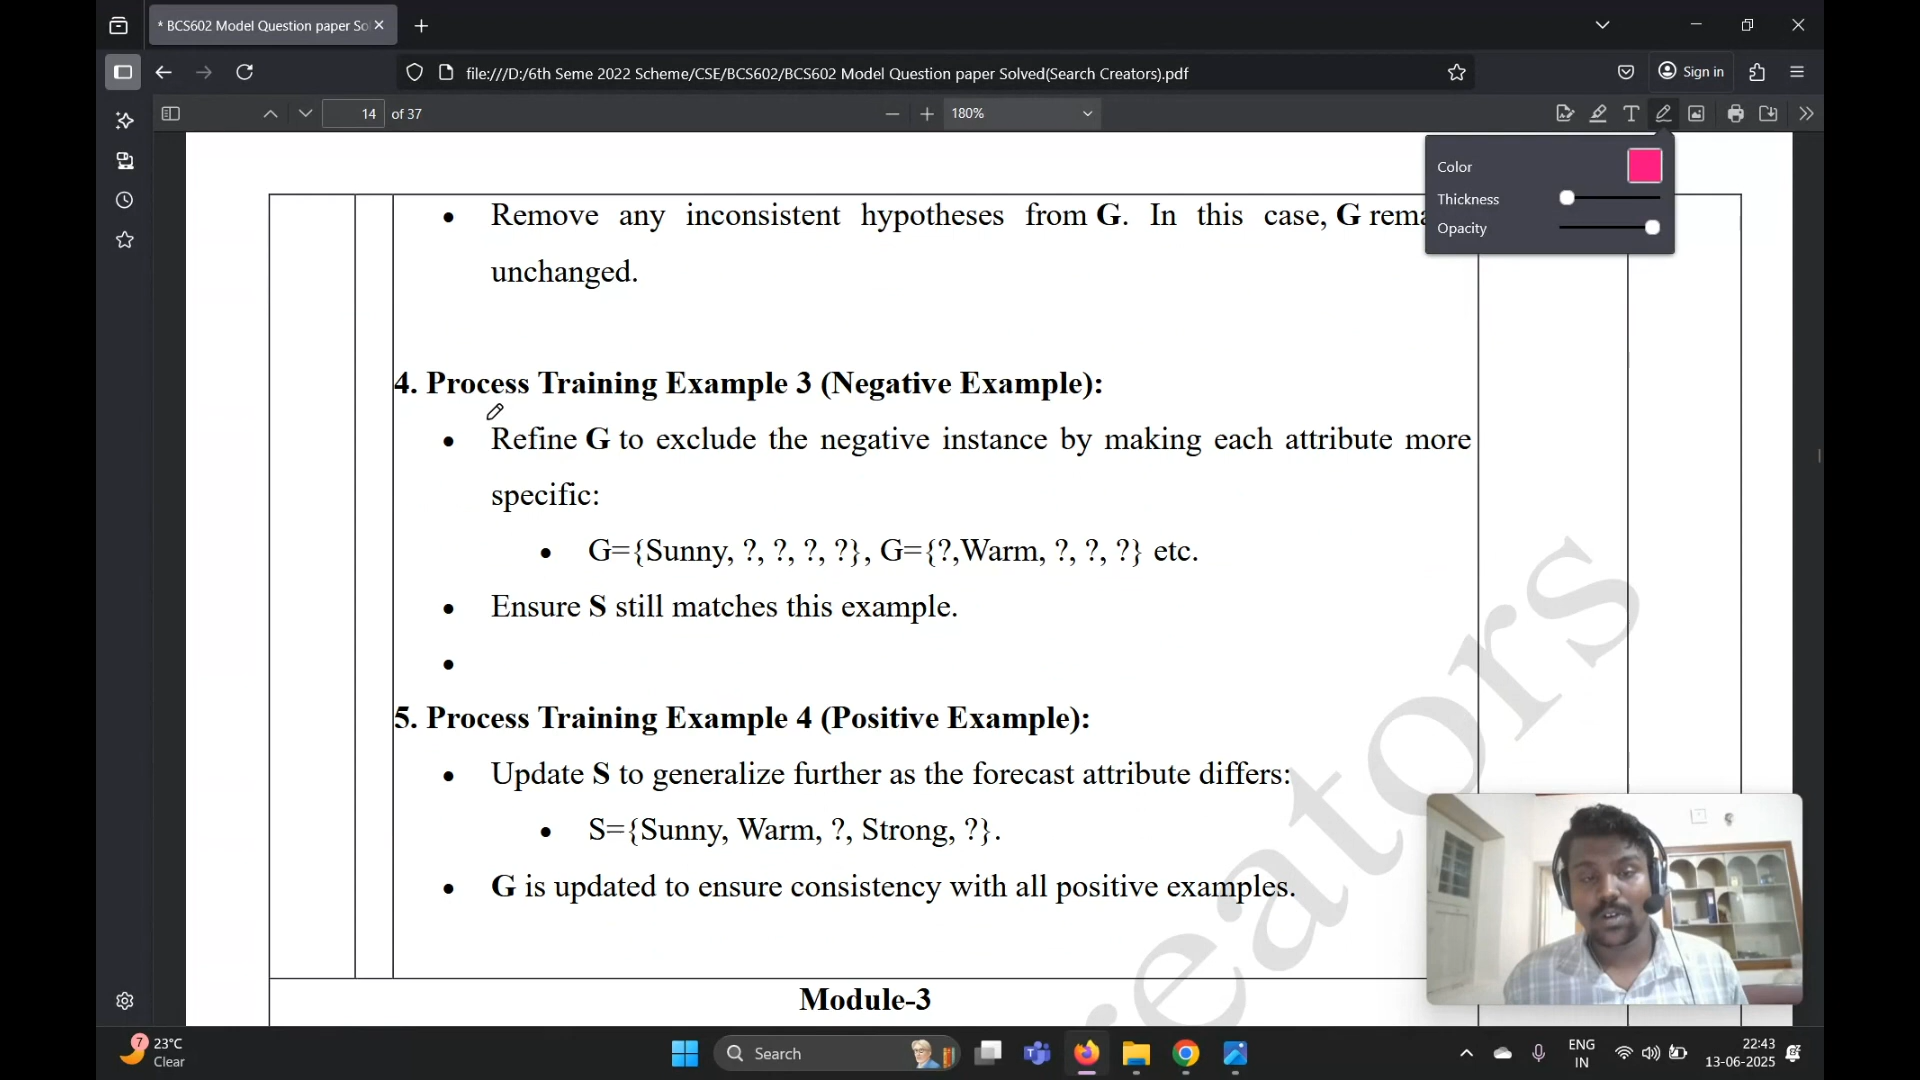 * BCS602 Model Question paper So
file:///D:/6th Seme 2022 Scheme/CSE/BCS602/BCS602 Model Question paper Solved(Search Creators).pdf
Sign in
14 of 37
180%
Color
Thickness
Opacity
• Remove any inconsistent hypotheses from G. In this case, G rema
unchanged.
4. Process Training Example 3 (Negative Example):
• Refine G to exclude the negative instance by making each attribute more
specific:
• G={Sunny, ?, ?, ?, ?}, G={?,Warm, ?, ?, ?} etc.
• Ensure S still matches this example.
•
5. Process Training Example 4 (Positive Example):
• Update S to generalize further as the forecast attribute differs:
• S={Sunny, Warm, ?, Strong, ?}.
• G is updated to ensure consistency with all positive examples.
Module-3
reators
7
23°C
Clear
Search
ENG
IN
22:43
13-06-2025